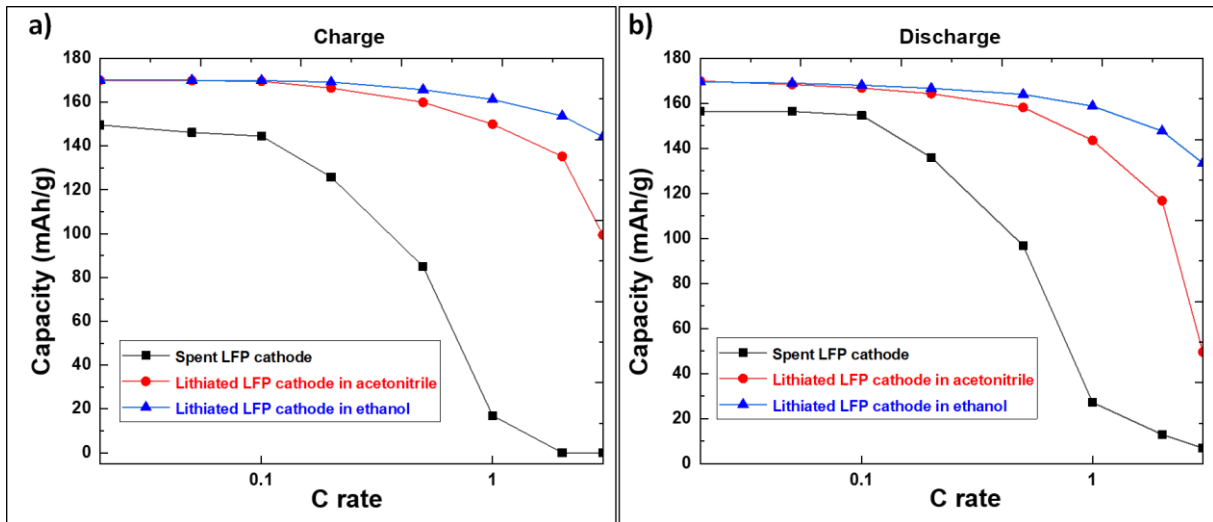 a)
Charge
180
160
140
120
100
80
60
40
20
0
Capacity (mAh/g)
Spent LFP cathode
Lithiated LFP cathode in acetonitrile
Lithiated LFP cathode in ethanol
0.1
1
C rate
b)
Discharge
180
160
140
120
100
80
60
40
20
0
Capacity (mAh/g)
Spent LFP cathode
Lithiated LFP cathode in acetonitrile
Lithiated LFP cathode in ethanol
0.1
1
C rate